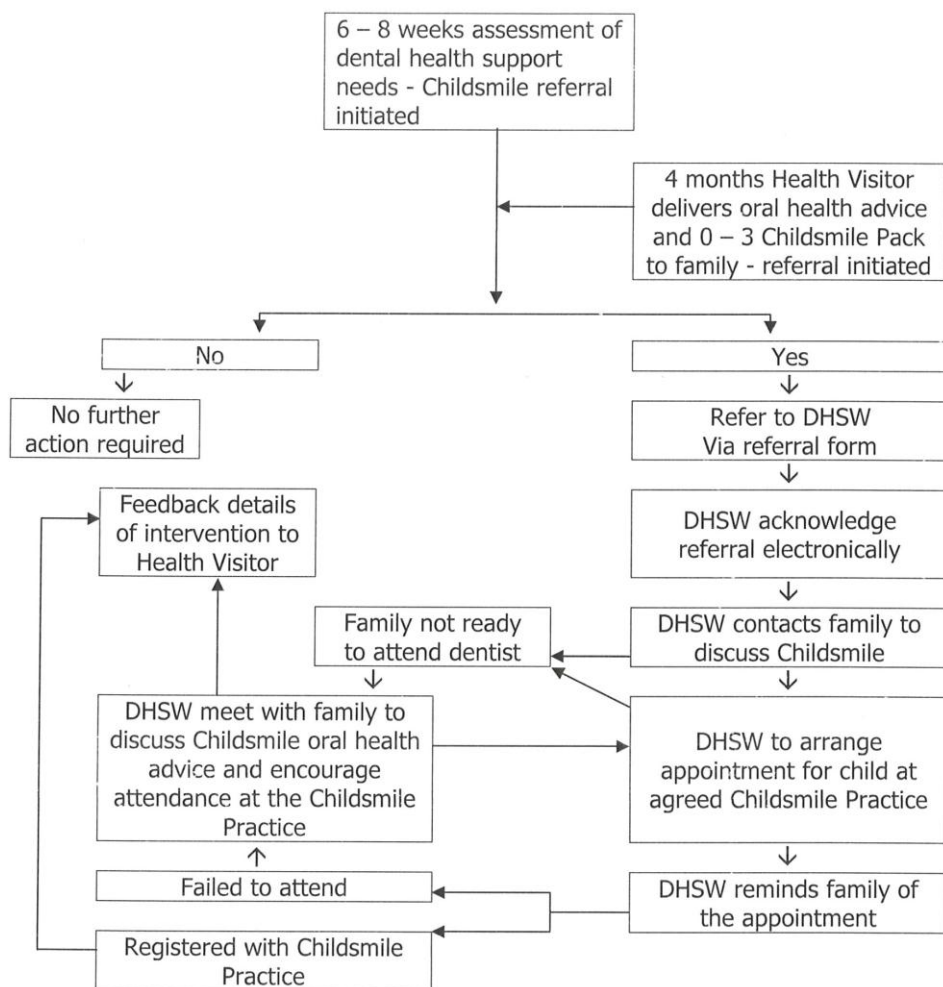 6 – 8 weeks assessment of
dental health support
needs - Childsmile referral
initiated
4 months Health Visitor
delivers oral health advice
and 0 – 3 Childsmile Pack
to family - referral initiated
No
Yes
No further
action required
Refer to DHSW
Via referral form
Feedback details
of intervention to
Health Visitor
DHSW acknowledge
referral electronically
Family not ready
to attend dentist
DHSW contacts family to
discuss Childsmile
DHSW meet with family to
discuss Childsmile oral health
advice and encourage
attendance at the Childsmile
Practice
DHSW to arrange
appointment for child at
agreed Childsmile Practice
Failed to attend
DHSW reminds family of
the appointment
Registered with Childsmile
Practice